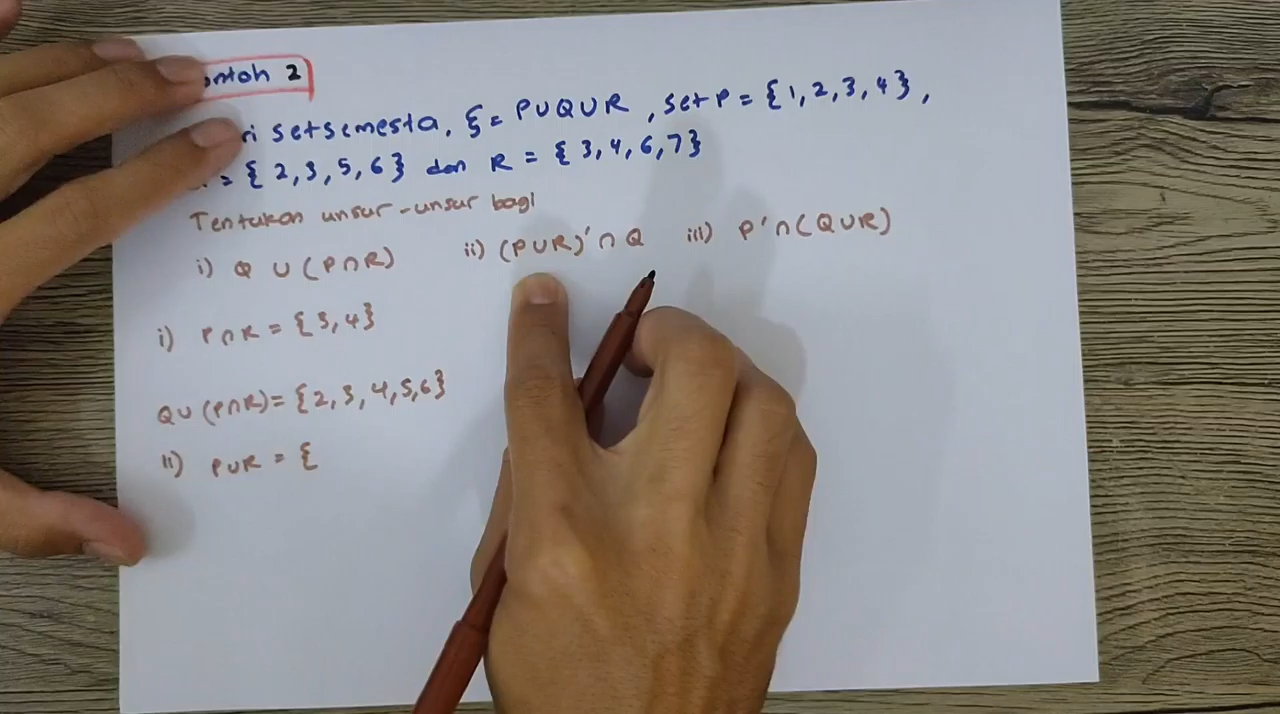 ontoh 2
ri set semesta, ξ = P∪Q∪R, set P = {1, 2, 3, 4},
= {2, 3, 5, 6} dan R = {3, 4, 6, 7}
Tentukan unsur-unsur bagi
i) Q ∪ (P∩R) ii) (P∪R)' ∩ Q iii) P' ∩ (Q∪R)
i) P∩R = {3, 4}
Q∪(P∩R) = {2, 3, 4, 5, 6}
ii) P∪R = {